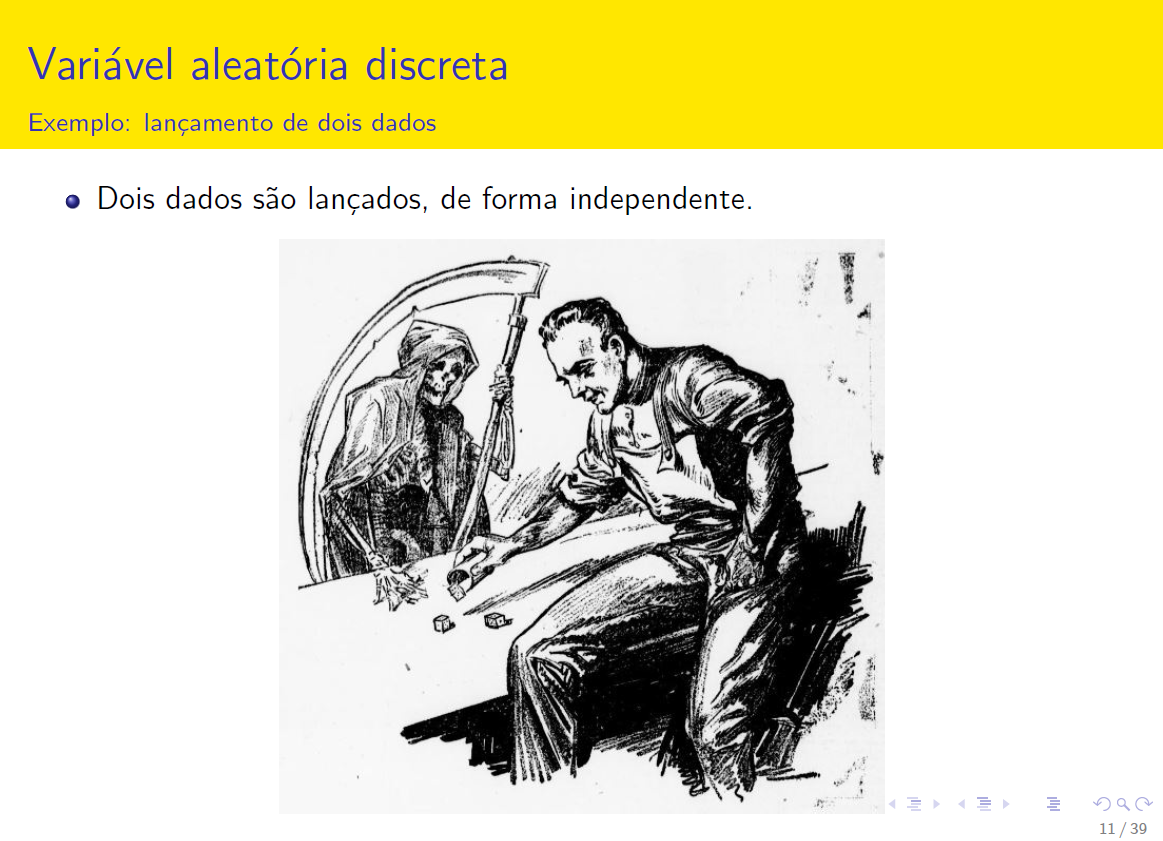 Variável aleatória discreta
Exemplo: lançamento de dois dados
Dois dados são lançados, de forma independente.
11 / 39